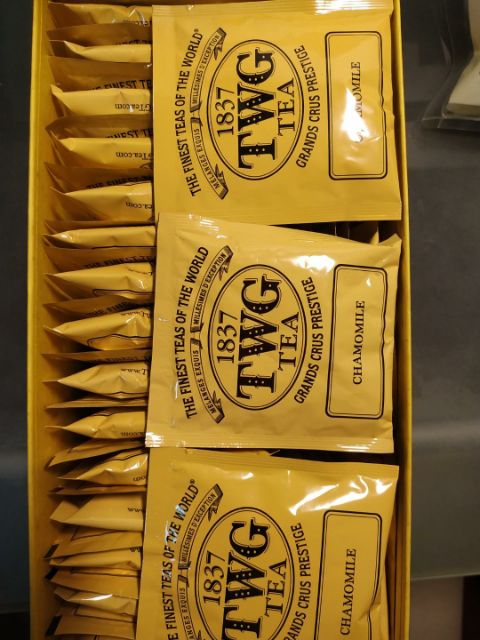 THE FINEST TEAS OF THE WORLD®
MILLÉSIMES D'EXCEPTION
1837
TWG
TEA
MÉLANGES EXQUIS
GRANDS CRUS PRESTIGE
CHAMOMILE
THE FINEST TEAS OF THE WORLD
MILLÉSIMES D'EXCEPTION
1837
TWG
TEA
MÉLANGES EXQUIS
GRANDS CRUS PRESTIGE
CHAMOMILE
THE FINEST TEAS OF THE WORLD®
MILLÉSIMES D'EXCEPTION
1837
TWG
TEA
GRANDS CRUS PRESTIGE
CHAMOMILE